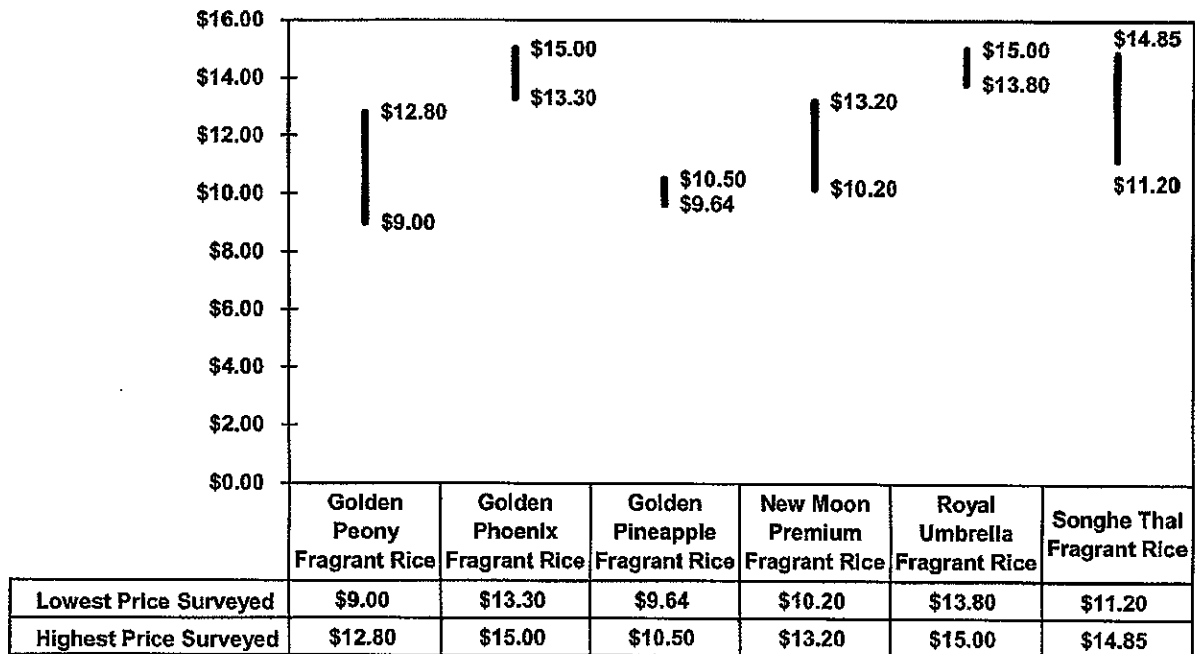 $16.00
$14.00
$12.00
$10.00
$8.00
$6.00
$4.00
$2.00
$0.00
$12.80
$9.00
$15.00
$13.30
$10.50
$9.64
$13.20
$10.20
$15.00
$13.80
$14.85
$11.20
Golden Peony Fragrant Rice
Golden Phoenix Fragrant Rice
Golden Pineapple Fragrant Rice
New Moon Premium Fragrant Rice
Royal Umbrella Fragrant Rice
Songhe Thai Fragrant Rice
Lowest Price Surveyed $9.00 $13.30 $9.64 $10.20 $13.80 $11.20
Highest Price Surveyed $12.80 $15.00 $10.50 $13.20 $15.00 $14.85